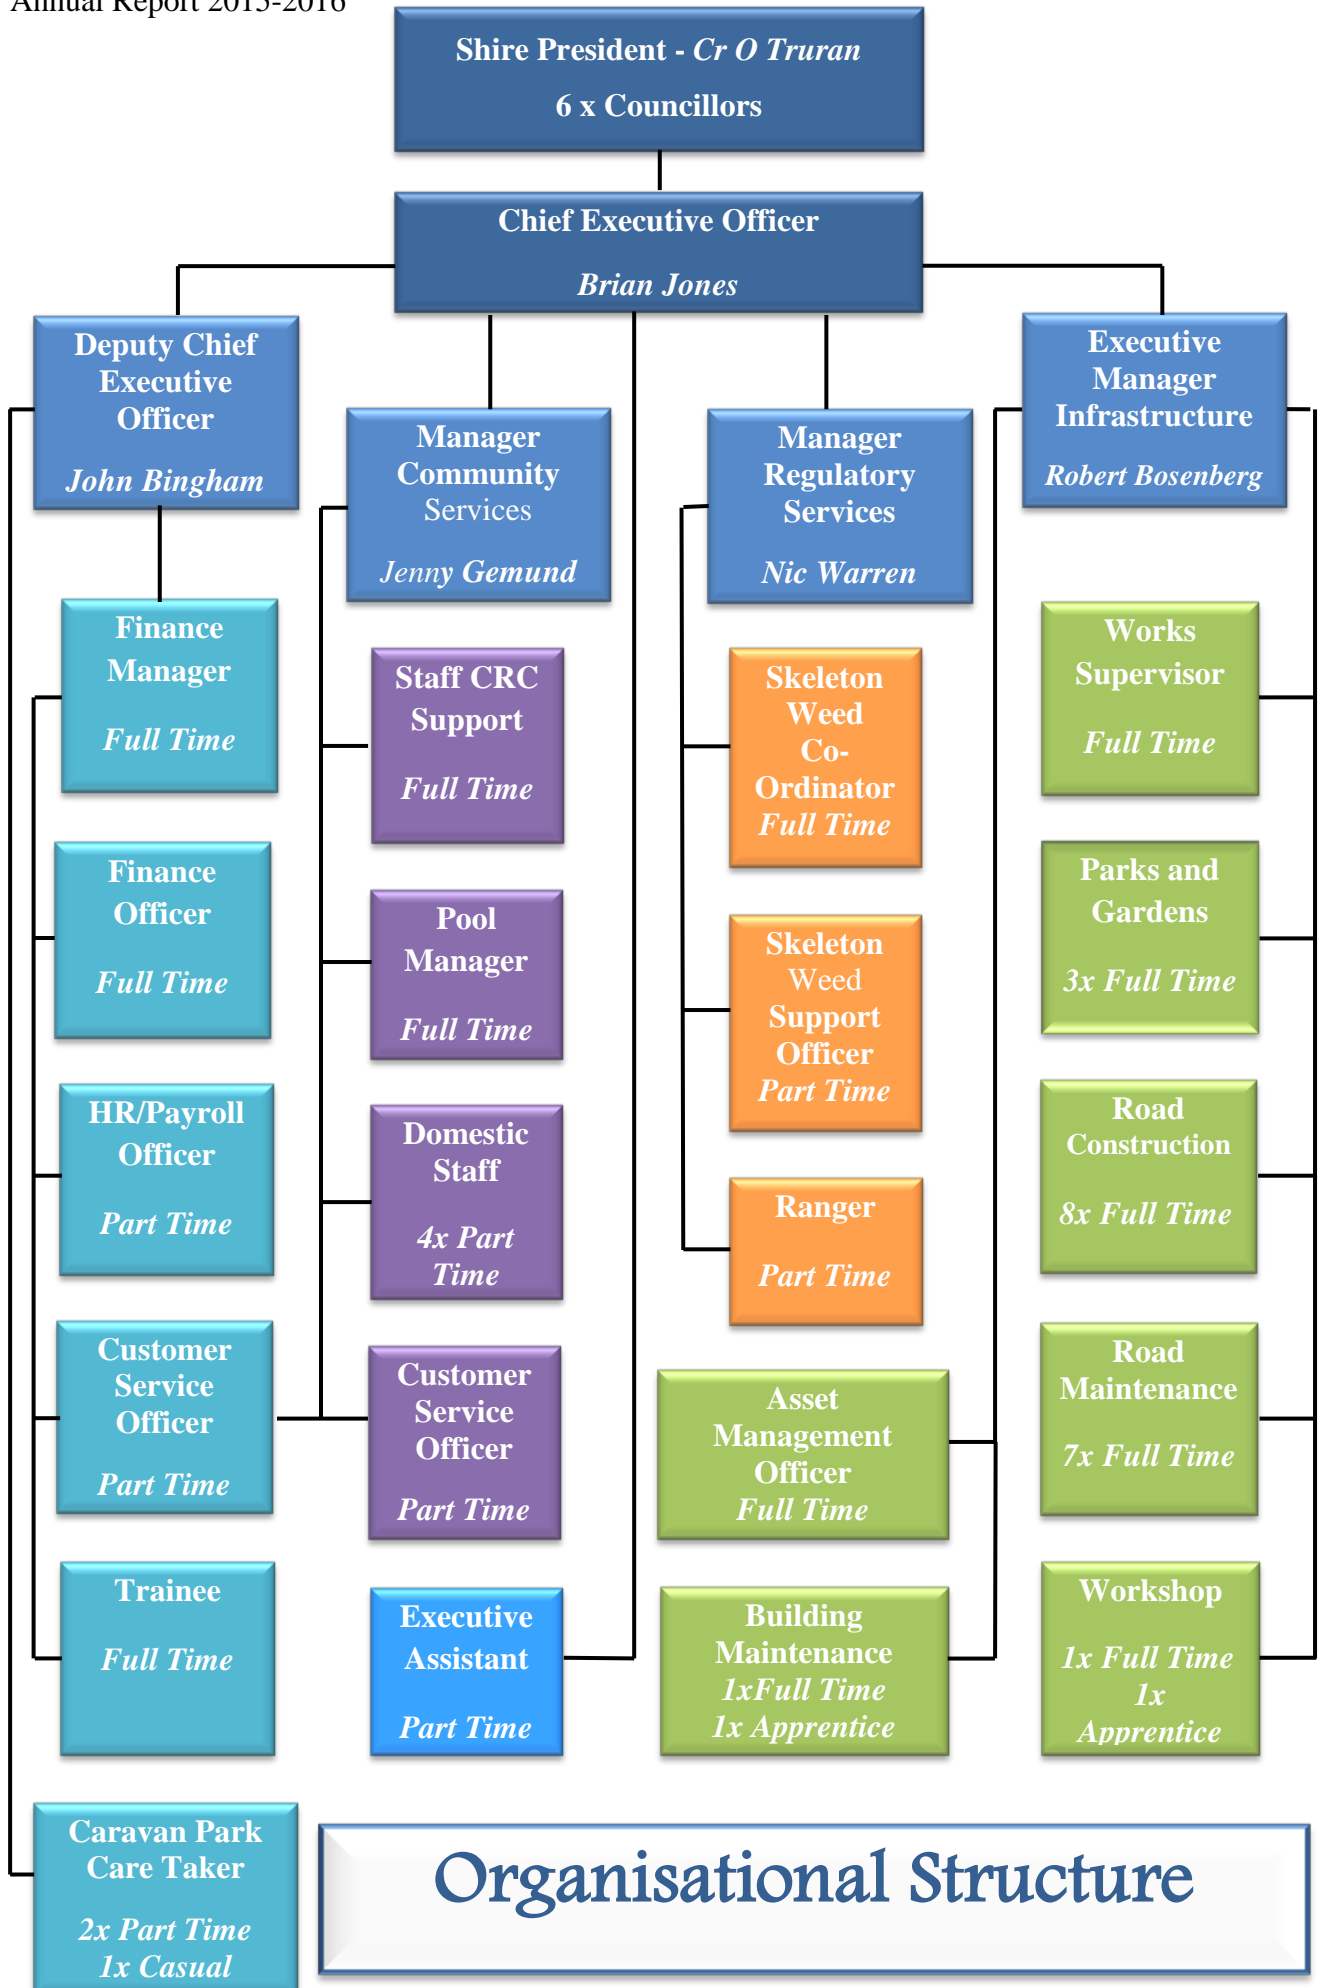 Annual Report 2015-2016
Shire President - Cr O Truran
6 x Councillors
Chief Executive Officer
Brian Jones
Deputy Chief
Executive
Officer
John Bingham
Manager
Community
Services
Jenny Gemund
Manager
Regulatory
Services
Nic Warren
Executive
Manager
Infrastructure
Robert Bosenberg
Finance
Manager
Full Time
Finance
Officer
Full Time
HR/Payroll
Officer
Part Time
Customer
Service
Officer
Part Time
Trainee
Full Time
Caravan Park
Care Taker
2x Part Time
1x Casual
Staff CRC
Support
Full Time
Pool
Manager
Full Time
Domestic
Staff
4x Part
Time
Customer
Service
Officer
Part Time
Executive
Assistant
Part Time
Skeleton
Weed
Co-
Ordinator
Full Time
Skeleton
Weed
Support
Officer
Part Time
Ranger
Part Time
Asset
Management
Officer
Full Time
Building
Maintenance
1xFull Time
1x Apprentice
Works
Supervisor
Full Time
Parks and
Gardens
3x Full Time
Road
Construction
8x Full Time
Road
Maintenance
7x Full Time
Workshop
1x Full Time
1x
Apprentice
Organisational Structure